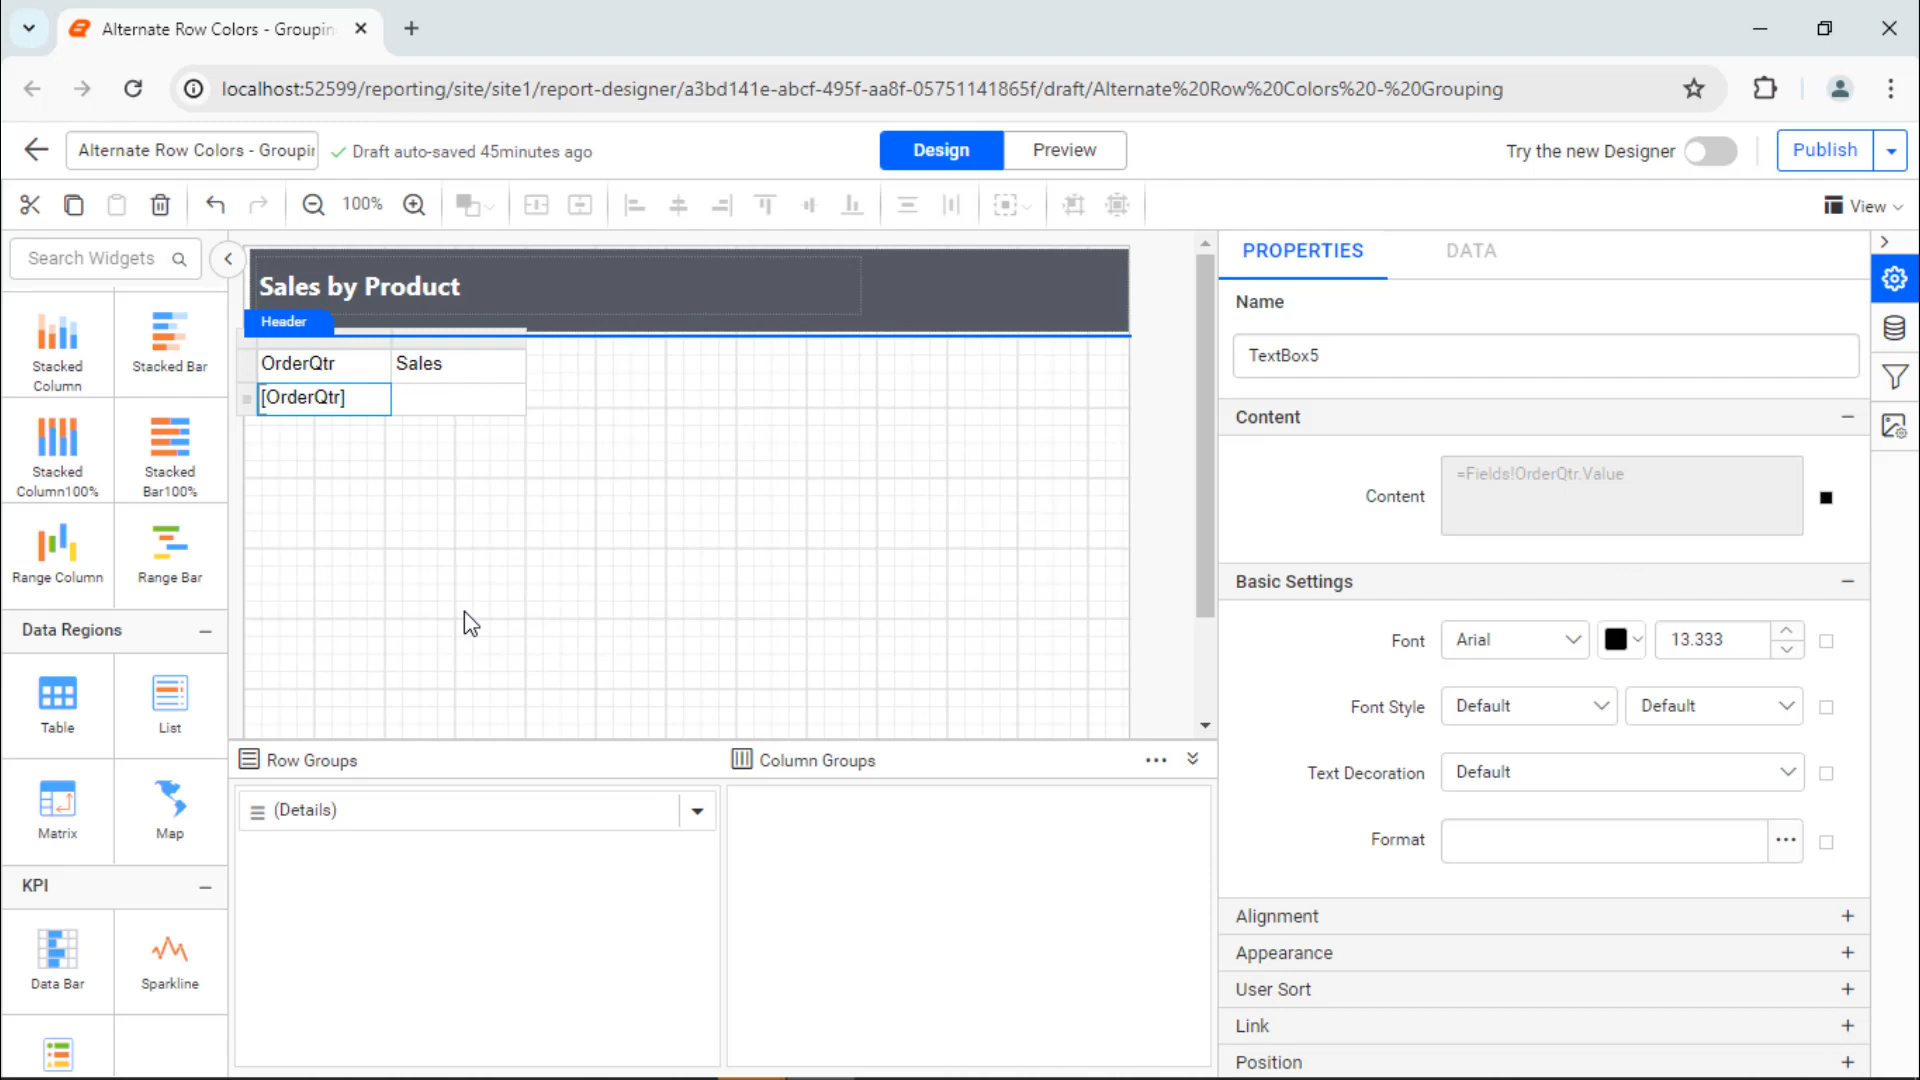 Alternate Row Colors - Groupin
localhost:52599/reporting/site/site1/report-designer/a3bd141e-abcf-495f-aa8f-05751141865f/draft/Alternate%20Row%20Colors%20-%20Grouping
Alternate Row Colors - Groupin
Draft auto-saved 45minutes ago
Design
Preview
Try the new Designer
Publish
100%
View
Search Widgets
Stacked
Column
Stacked Bar
Stacked
Column100%
Stacked
Bar100%
Range Column
Range Bar
Data Regions
Table
List
Matrix
Map
KPI
Data Bar
Sparkline
Sales by Product
Header
OrderQtr
Sales
[OrderQtr]
Row Groups
Column Groups
(Details)
PROPERTIES
DATA
Name
TextBox5
Content
Content
=Fields!OrderQtr.Value
Basic Settings
Font
Arial
13.333
Font Style
Default
Default
Text Decoration
Default
Format
Alignment
Appearance
User Sort
Link
Position